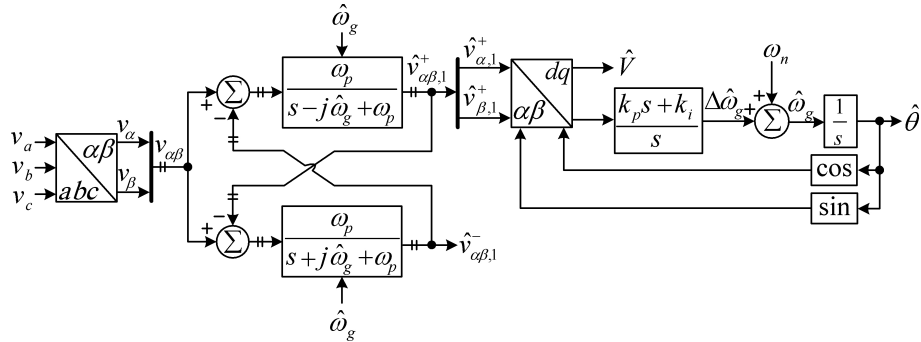 v_a
v_b
v_c
αβ
abc
v_α
v_β
v_αβ
+
−
Σ
ω̂_g
ω_p
s−jω̂_g+ω_p
v̂⁺_αβ,1
−
+
Σ
ω_p
s+jω̂_g+ω_p
ω̂_g
v̂⁻_αβ,1
v̂⁺_α,1
v̂⁺_β,1
dq
αβ
V̂
k_p s+k_i
s
Δω̂_g
ω_n
+
+
Σ
ω̂_g
1
s
θ̂
cos
sin